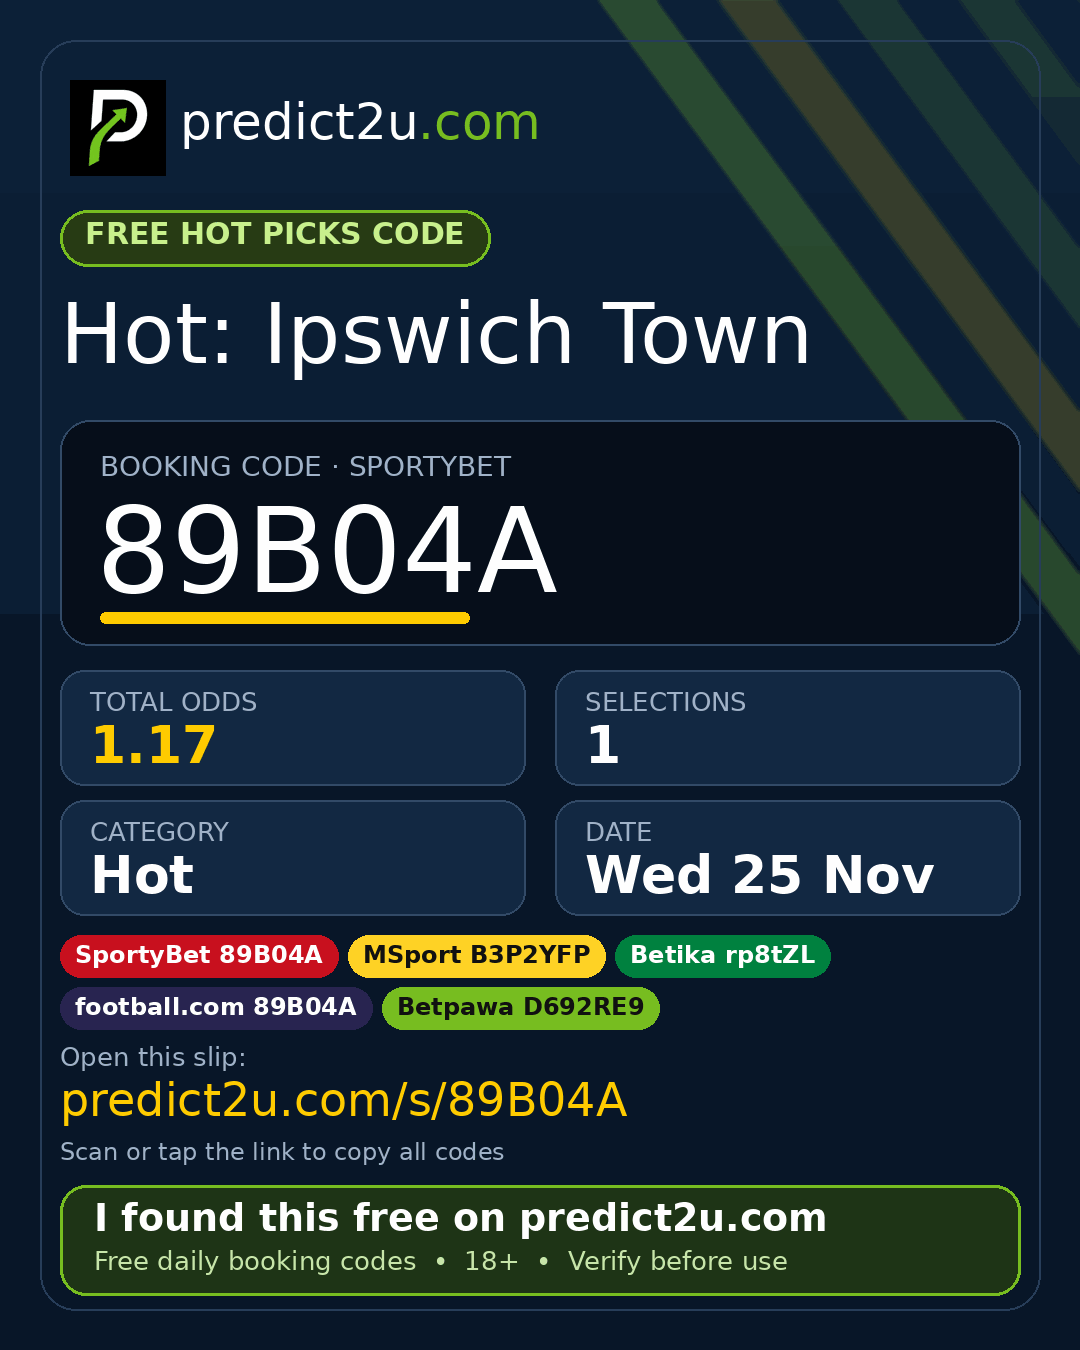 predict2u.com
FREE HOT PICKS CODE
Hot: Ipswich Town
BOOKING CODE · SPORTYBET
89B04A
TOTAL ODDS
1.17
SELECTIONS
1
CATEGORY
Hot
DATE
Wed 25 Nov
SportyBet 89B04A
MSport B3P2YFP
Betika rp8tZL
football.com 89B04A
Betpawa D692RE9
Open this slip:
predict2u.com/s/89B04A
Scan or tap the link to copy all codes
I found this free on predict2u.com
Free daily booking codes • 18+ • Verify before use